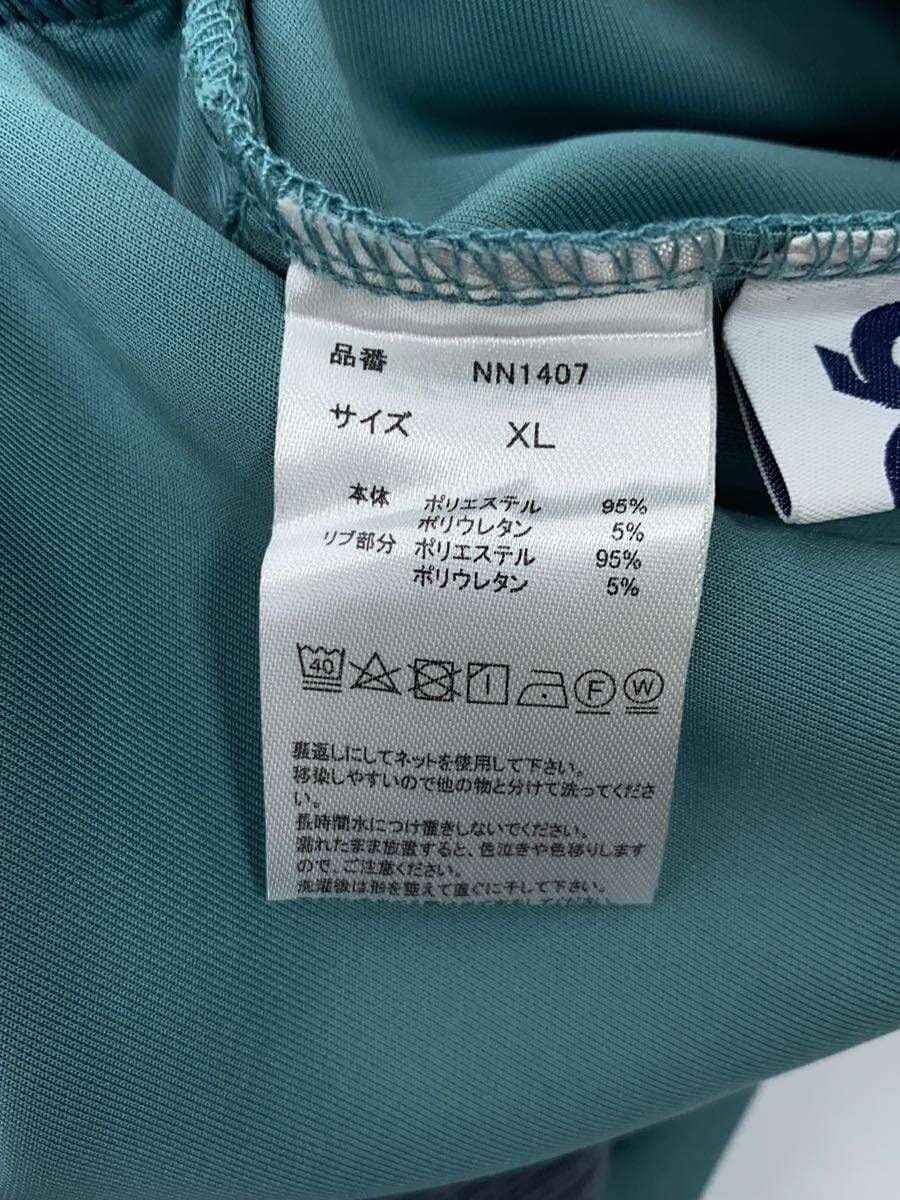 品番 NN1407
サイズ XL
本体 ポリエステル 95%
ポリウレタン 5%
リブ部分 ポリエステル 95%
ポリウレタン 5%
40 F W
裏返しにしてネットを使用して下さい。
移染しやすいので他の物と分けて洗ってくださ
い。
長時間水につけ置きしないでください。
濡れたまま放置すると、色泣きや色移りします
ので、ご注意ください。
洗濯後は形を整えて直ぐに干して下さい。